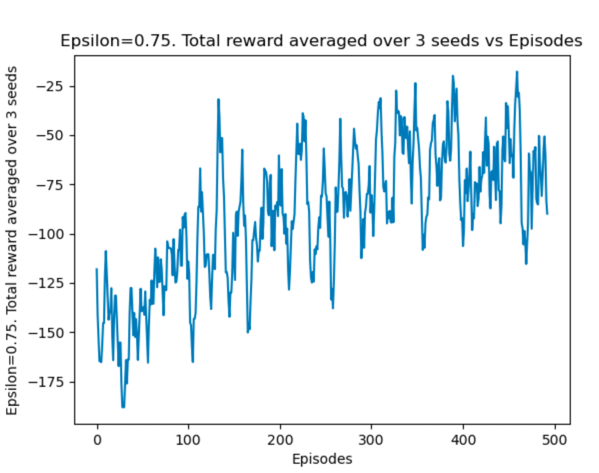 Epsilon=0.75. Total reward averaged over 3 seeds vs Episodes
Epsilon=0.75. Total reward averaged over 3 seeds
−25
−50
−75
−100
−125
−150
−175
0 100 200 300 400 500
Episodes